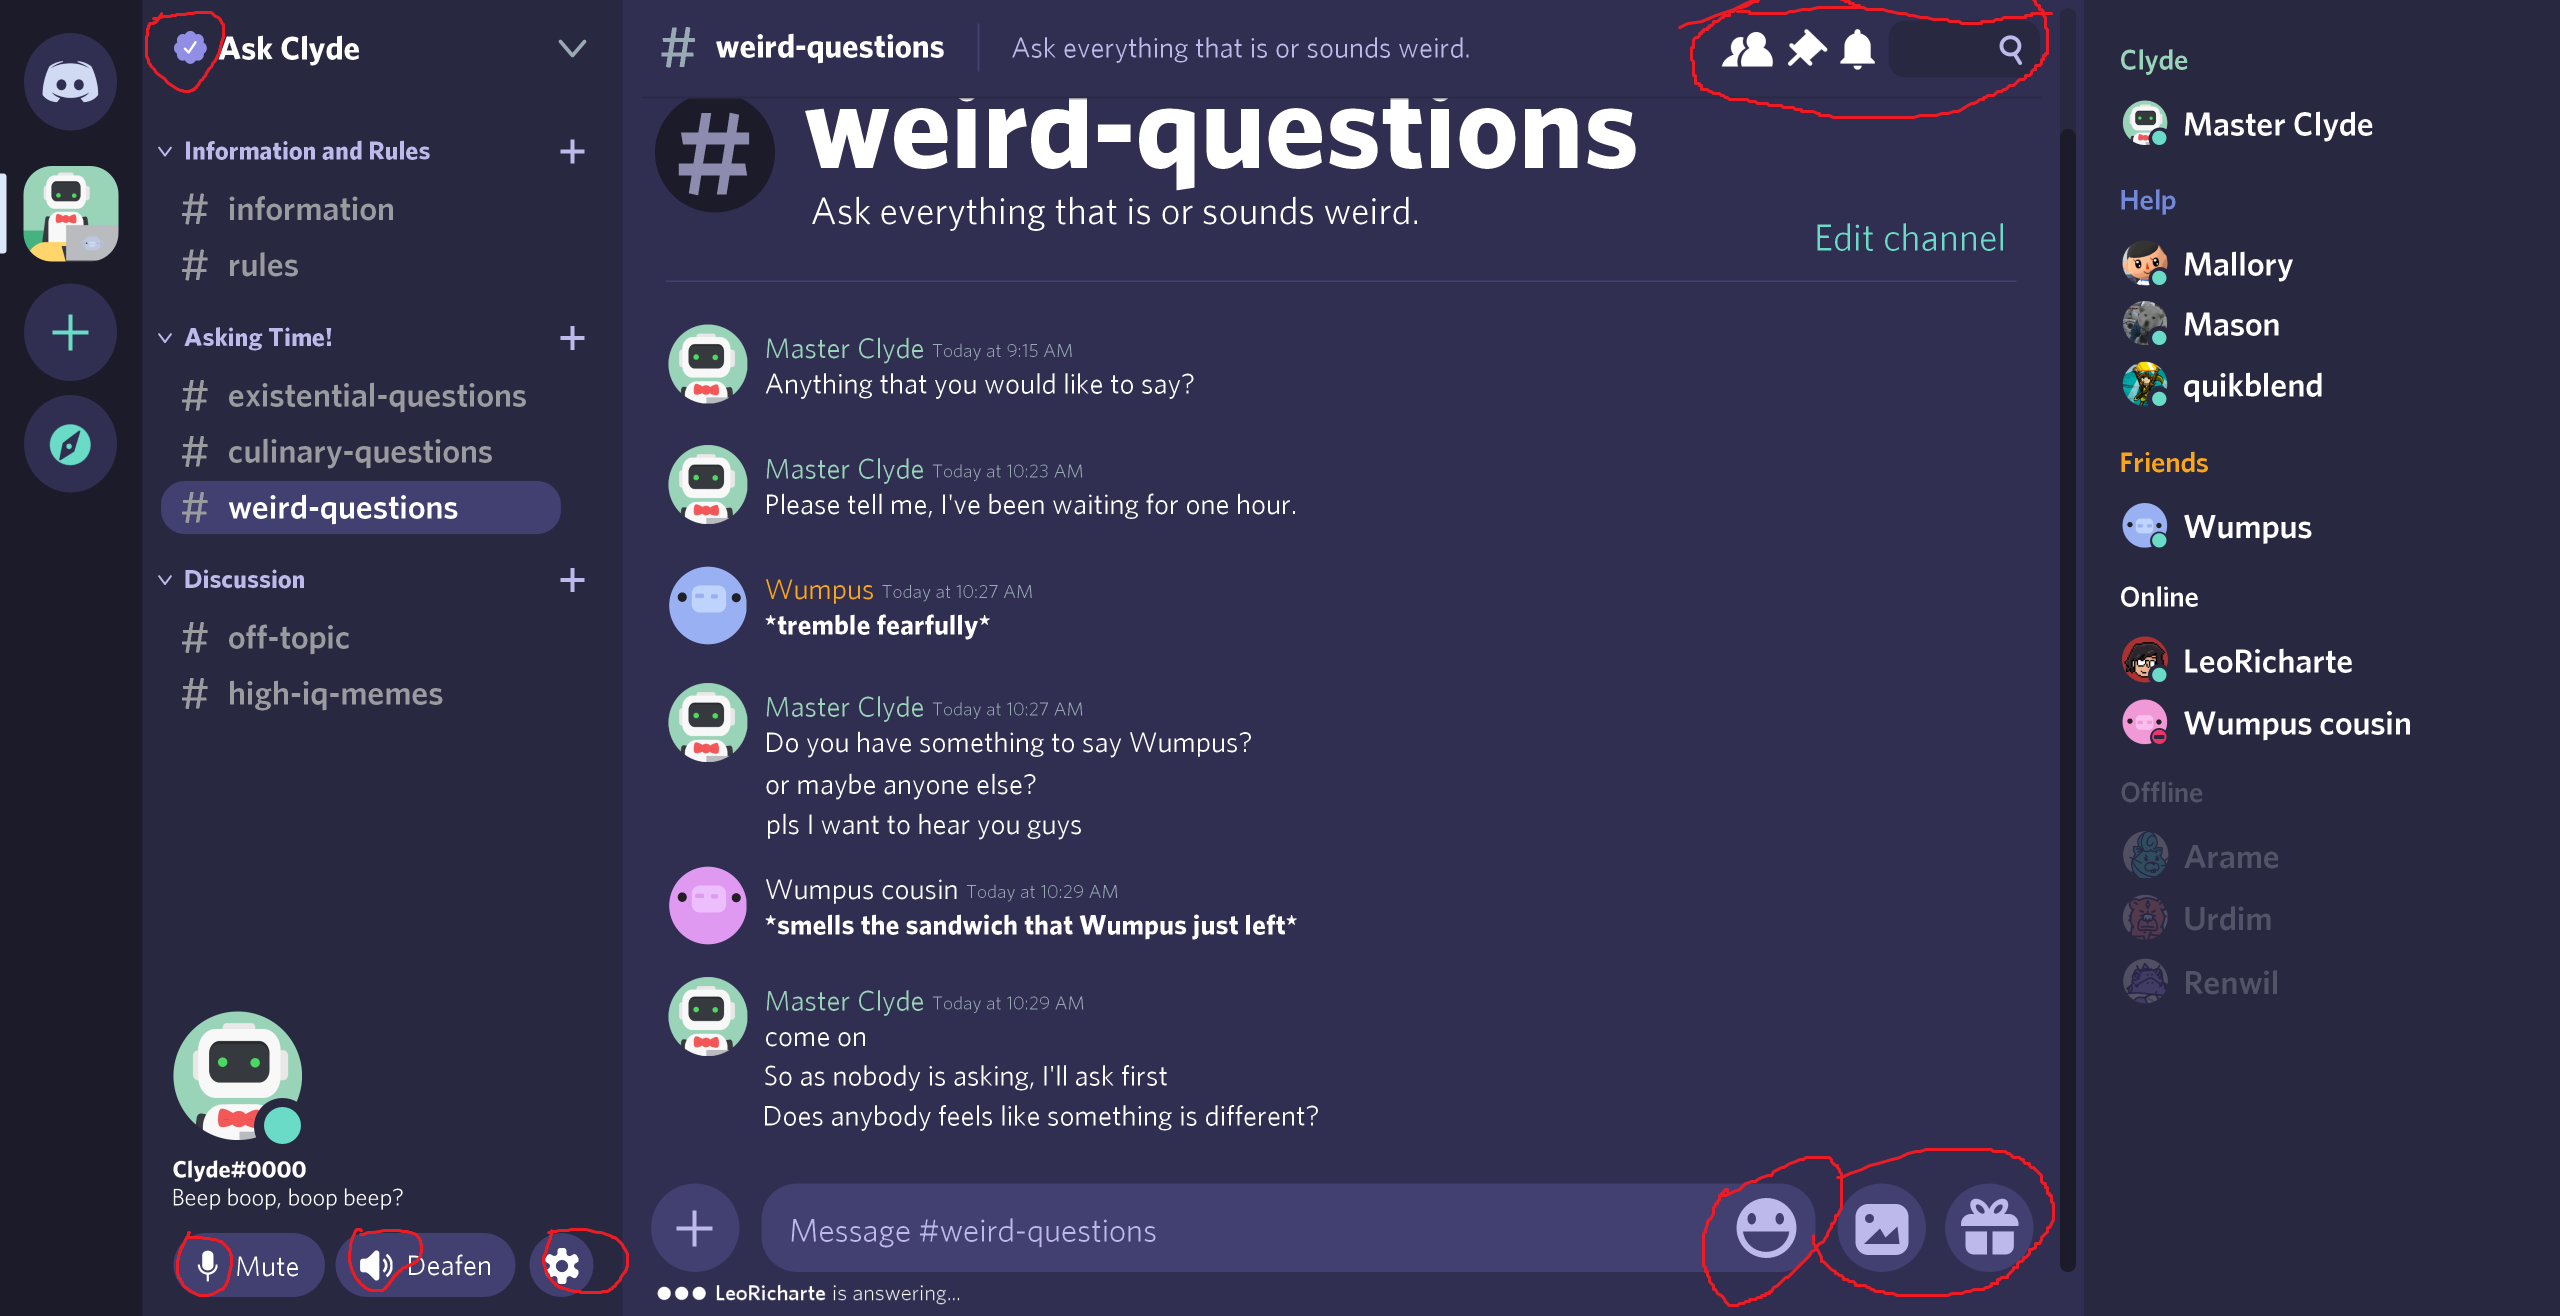 Ask Clyde
Information and Rules
# information
# rules
Asking Time!
# existential-questions
# culinary-questions
# weird-questions
Discussion
# off-topic
# high-iq-memes
Clyde#0000
Beep boop, boop beep?
Mute
Deafen
# weird-questions
Ask everything that is or sounds weird.
# weird-questions
Ask everything that is or sounds weird.
Edit channel
Master Clyde Today at 9:15 AM
Anything that you would like to say?
Master Clyde Today at 10:23 AM
Please tell me, I've been waiting for one hour.
Wumpus Today at 10:27 AM
*tremble fearfully*
Master Clyde Today at 10:27 AM
Do you have something to say Wumpus?
or maybe anyone else?
pls I want to hear you guys
Wumpus cousin Today at 10:29 AM
*smells the sandwich that Wumpus just left*
Master Clyde Today at 10:29 AM
come on
So as nobody is asking, I'll ask first
Does anybody feels like something is different?
Message #weird-questions
LeoRicharte is answering...
Clyde
Master Clyde
Help
Mallory
Mason
quikblend
Friends
Wumpus
Online
LeoRicharte
Wumpus cousin
Offline
Arame
Urdim
Renwil